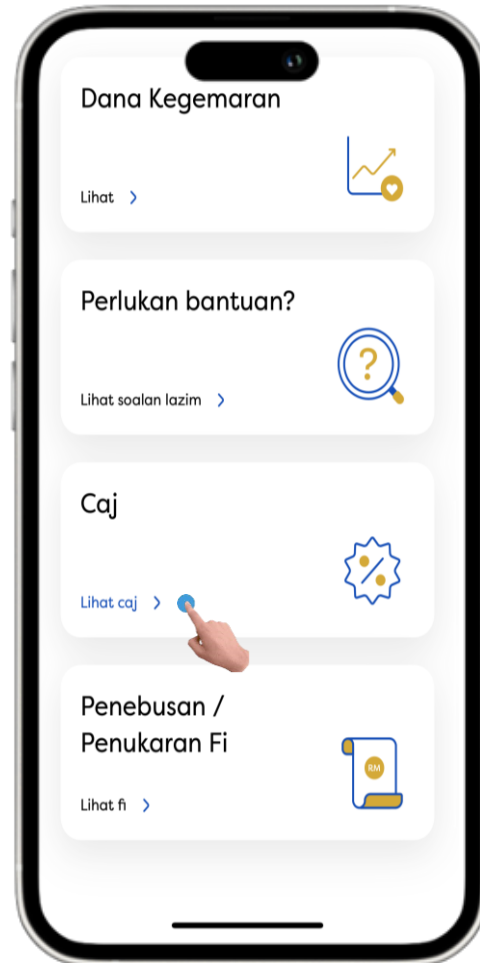 Dana Kegemaran
Lihat
Perlukan bantuan?
?
Lihat soalan lazim
Caj
%
Lihat caj
Penebusan /
Penukaran Fi
RM
Lihat fi